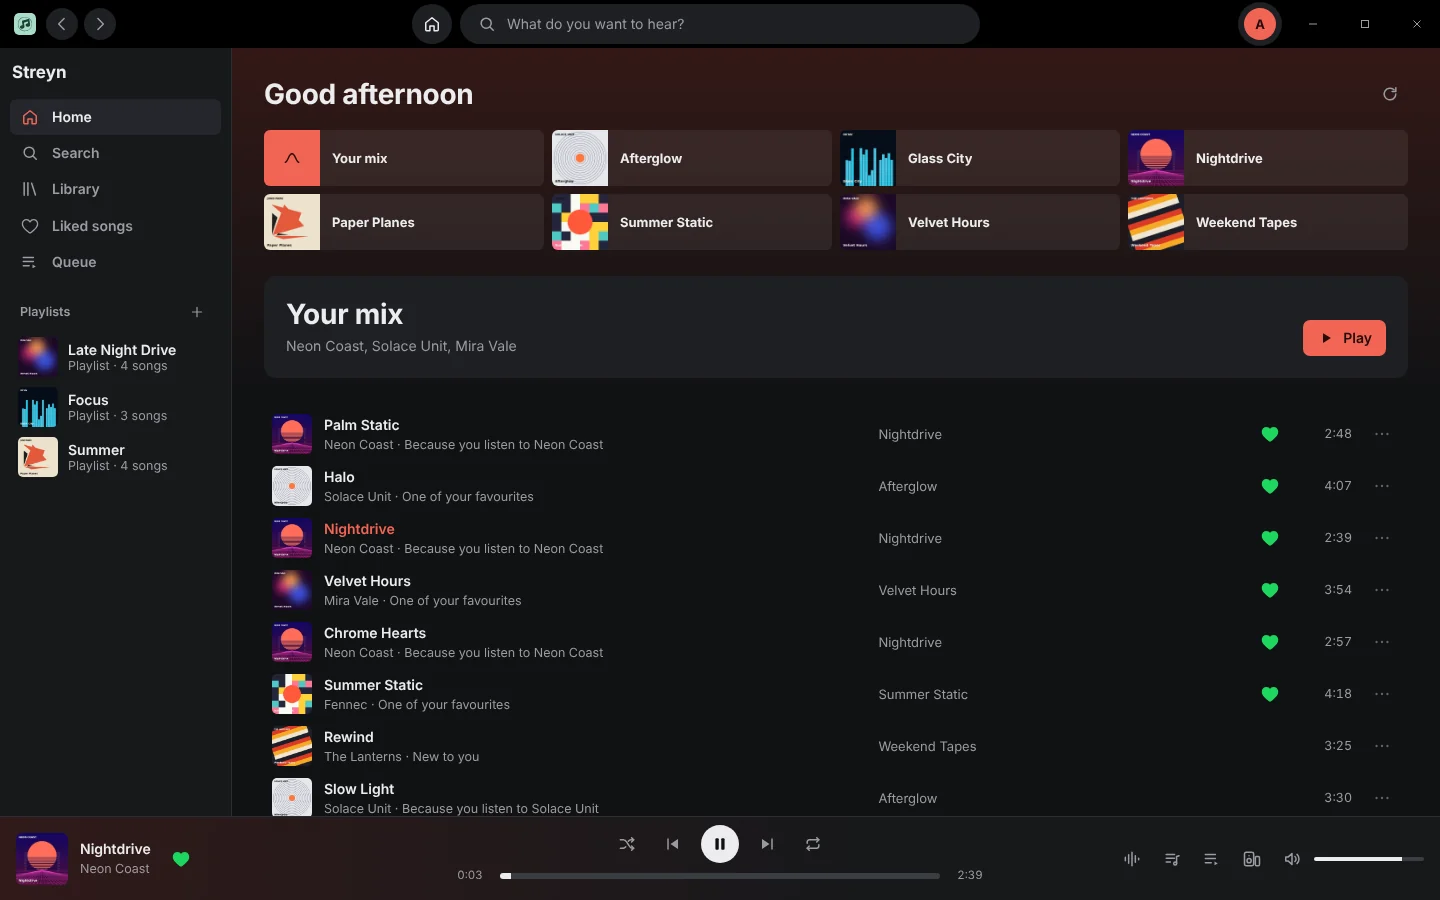 What do you want to hear?
A
Streyn
Home
Search
Library
Liked songs
Queue
Playlists
Late Night Drive
Playlist · 4 songs
Focus
Playlist · 3 songs
Summer
Playlist · 4 songs
Good afternoon
Your mix
Afterglow
Glass City
Nightdrive
Paper Planes
Summer Static
Velvet Hours
Weekend Tapes
Your mix
Neon Coast, Solace Unit, Mira Vale
Play
Palm Static
Neon Coast · Because you listen to Neon Coast
Nightdrive
2:48
Halo
Solace Unit · One of your favourites
Afterglow
4:07
Nightdrive
Neon Coast · Because you listen to Neon Coast
Nightdrive
2:39
Velvet Hours
Mira Vale · One of your favourites
Velvet Hours
3:54
Chrome Hearts
Neon Coast · Because you listen to Neon Coast
Nightdrive
2:57
Summer Static
Fennec · One of your favourites
Summer Static
4:18
Rewind
The Lanterns · New to you
Weekend Tapes
3:25
Slow Light
Solace Unit · Because you listen to Solace Unit
Afterglow
3:30
Nightdrive
Neon Coast
0:03
2:39